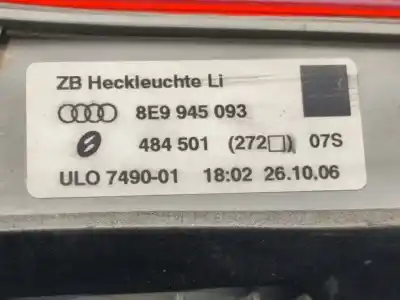 ZB Heckleuchte Li
8E9 945 093
484 501 (272□) 07S
ULO 7490-01 18:02 26.10.06